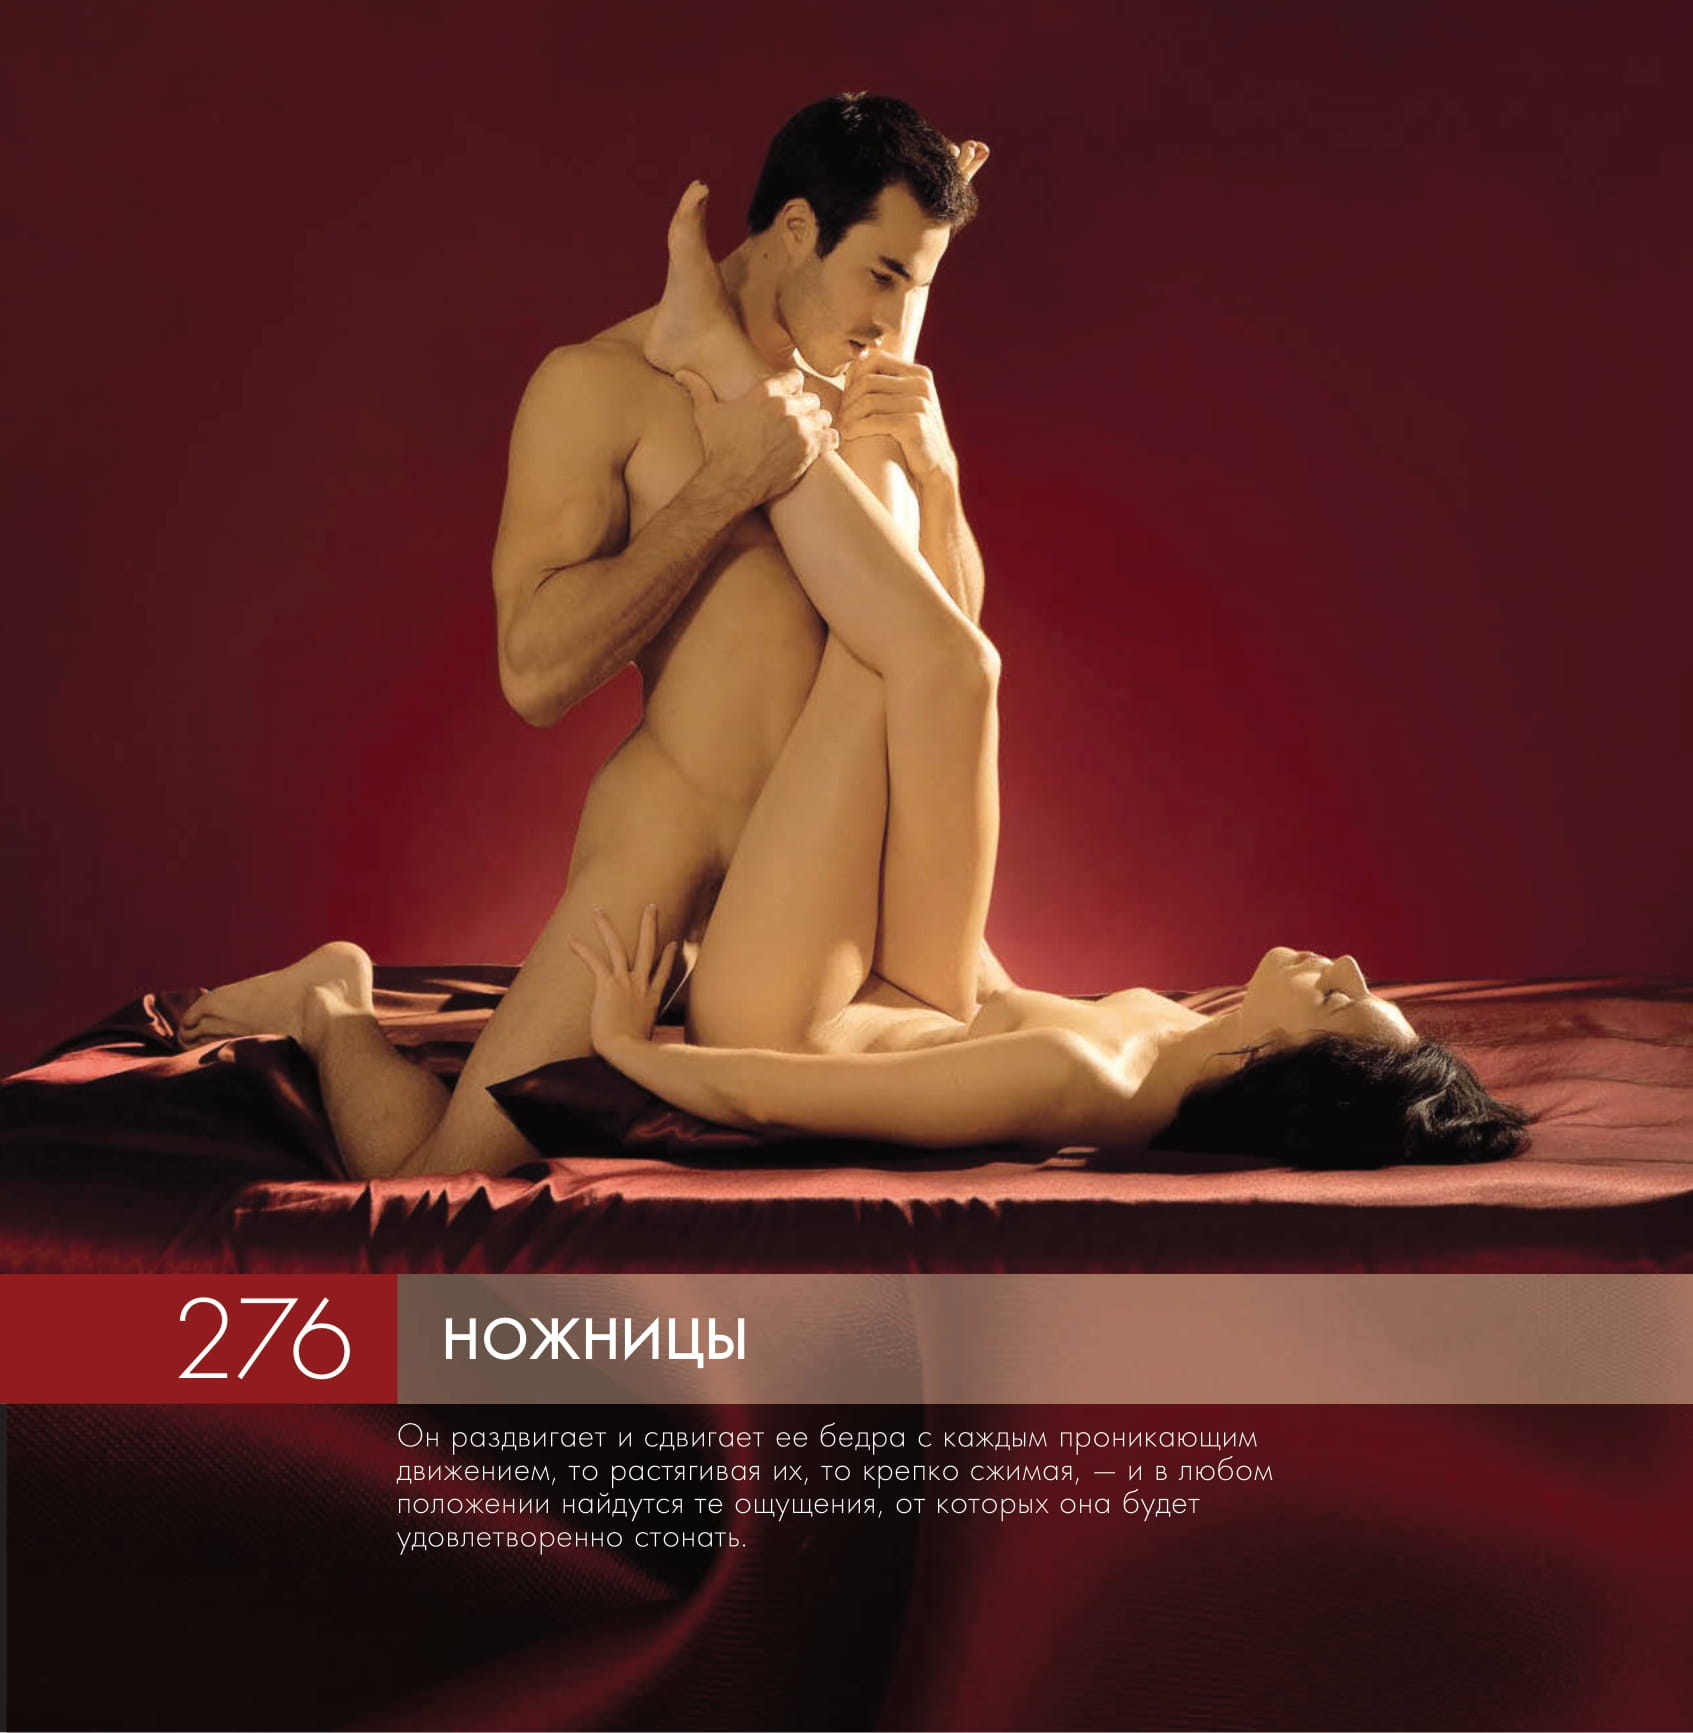 276
НОЖНИЦЫ
Он раздвигает и сдвигает ее бедра с каждым проникающим
движением, то растягивая их, то крепко сжимая, — и в любом
положении найдутся те ощущения, от которых она будет
удовлетворенно стонать.